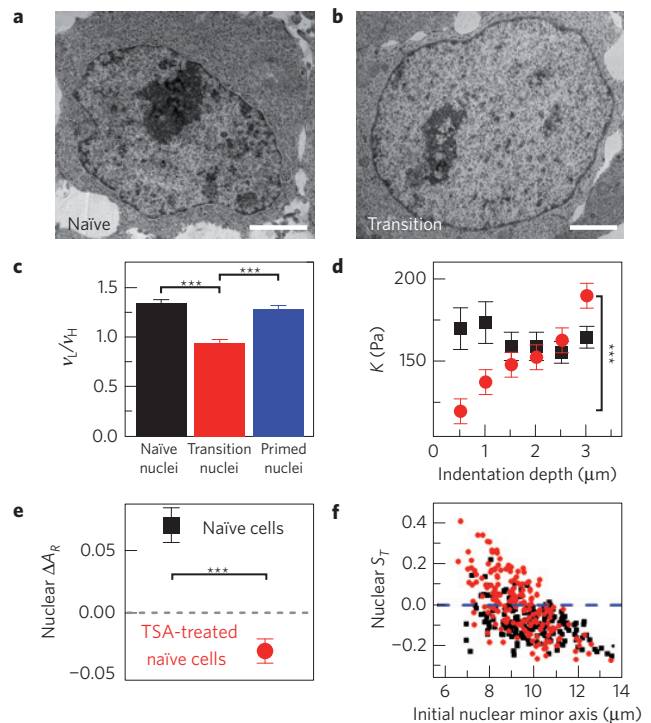 a
b
Naïve
Transition
c
d
***
***
1.5
1.0
0.5
0.0
νL/νH
Naïve nuclei
Transition nuclei
Primed nuclei
200
150
100
K (Pa)
***
0
1
2
3
Indentation depth (μm)
e
f
0.05
0.00
−0.05
Nuclear ΔAR
Naïve cells
***
TSA-treated
naïve cells
0.4
0.2
0.0
−0.2
Nuclear ST
6
8
10
12
14
Initial nuclear minor axis (μm)